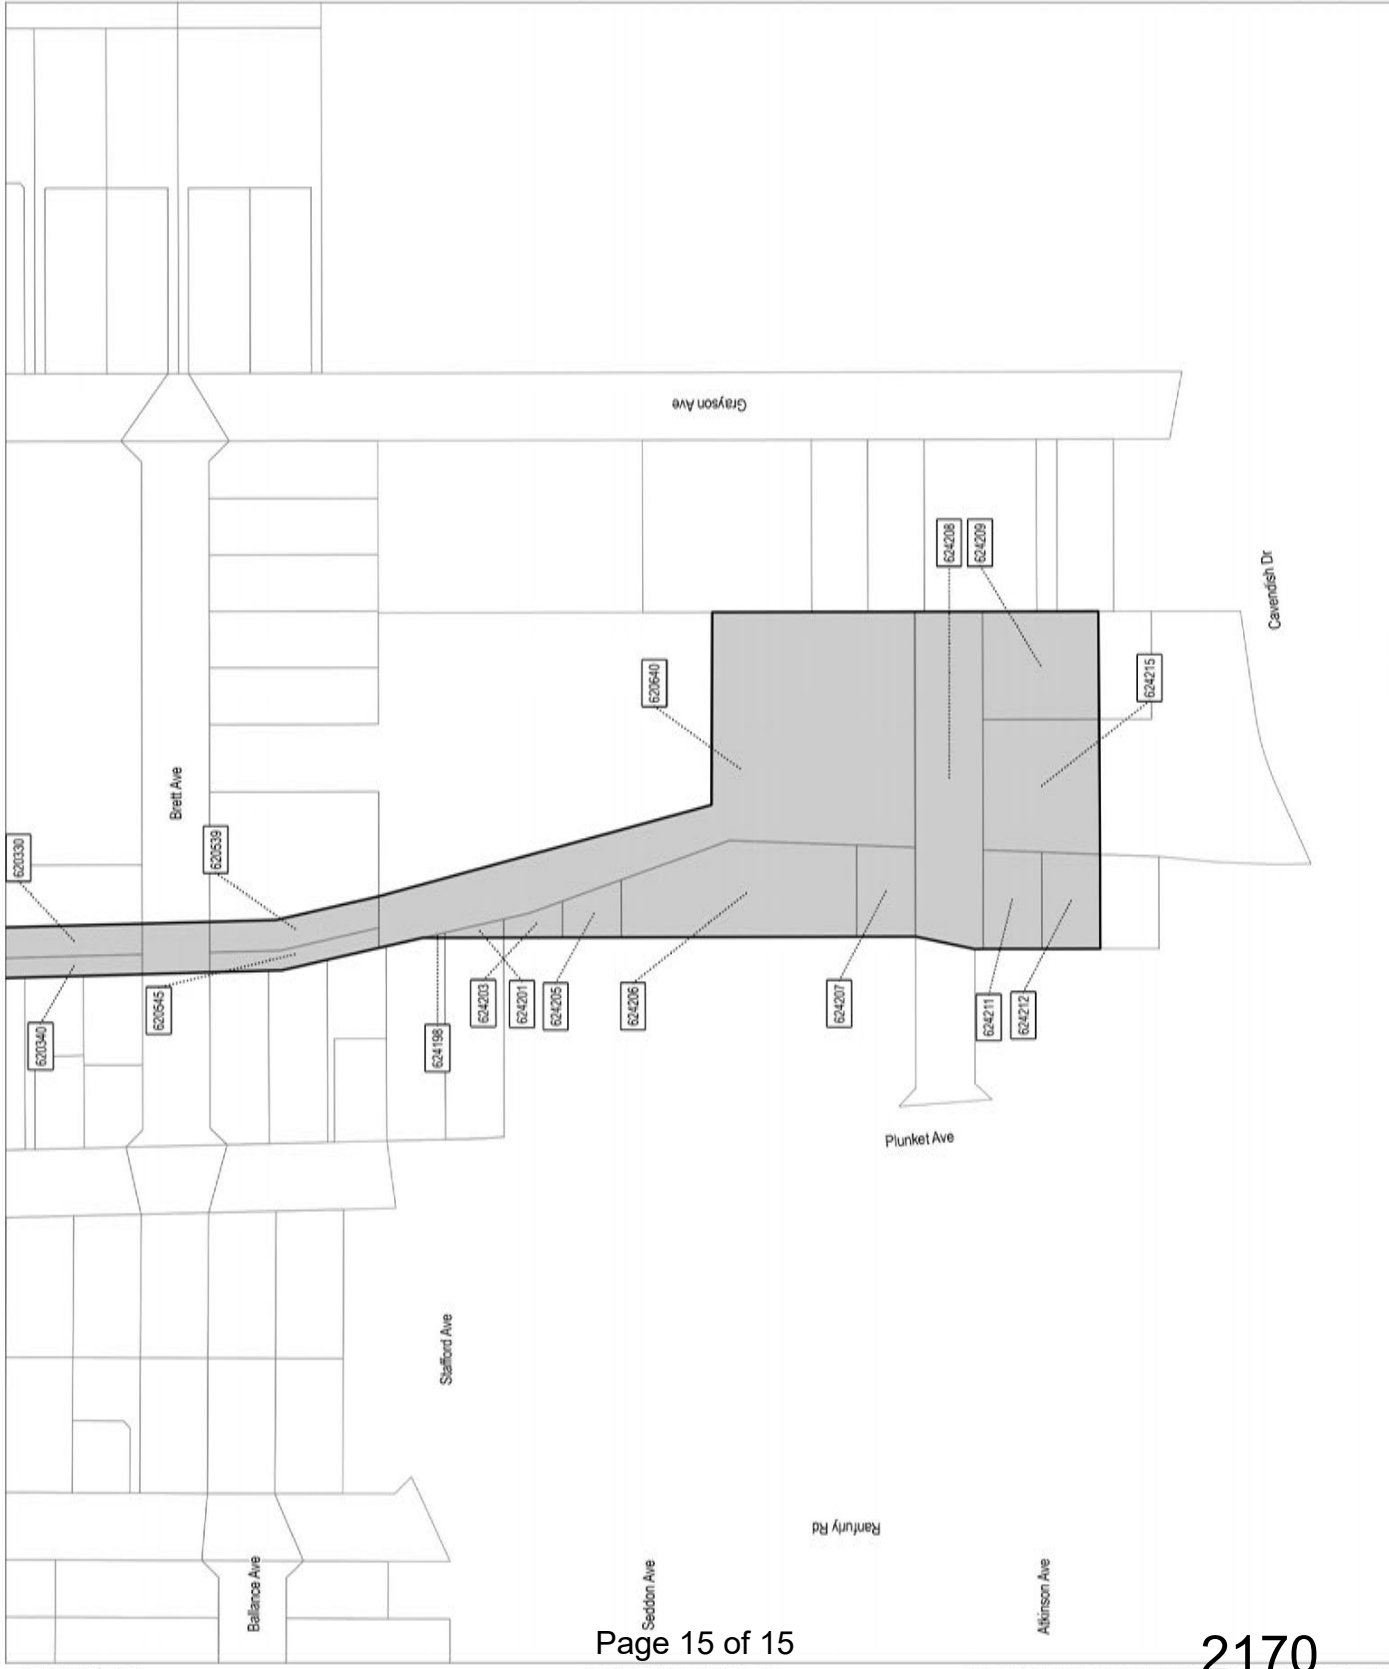 Grayson Ave
624208
624209
Cavendish Dr
620640
624215
Brett Ave
620330
620539
620340
620545
624198
624203
624201
624205
624206
624207
624211
624212
Plunket Ave
Stafford Ave
Ranfurly Rd
Ballance Ave
Seddon Ave
Atkinson Ave
Page 15 of 15
2170